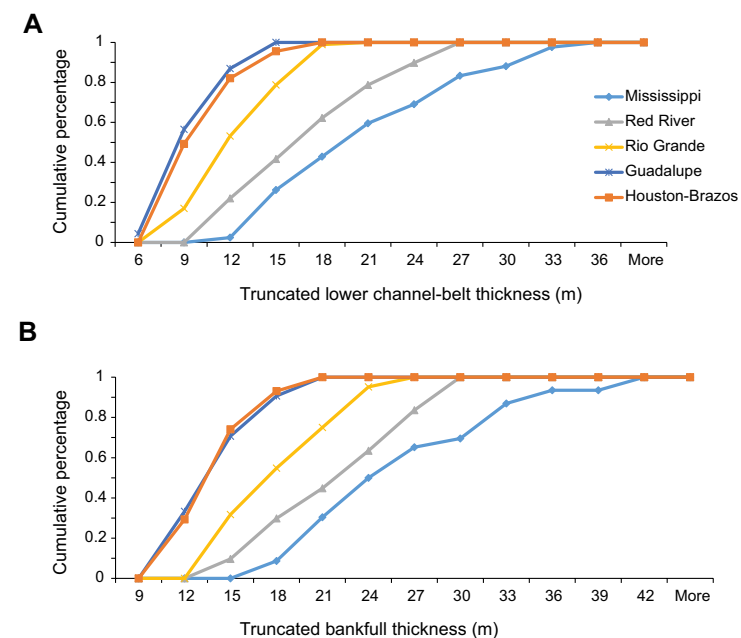 A
Cumulative percentage
1
0.8
0.6
0.4
0.2
0
6 9 12 15 18 21 24 27 30 33 36 More
Truncated lower channel-belt thickness (m)
Mississippi
Red River
Rio Grande
Guadalupe
Houston-Brazos
B
Cumulative percentage
1
0.8
0.6
0.4
0.2
0
9 12 15 18 21 24 27 30 33 36 39 42 More
Truncated bankfull thickness (m)